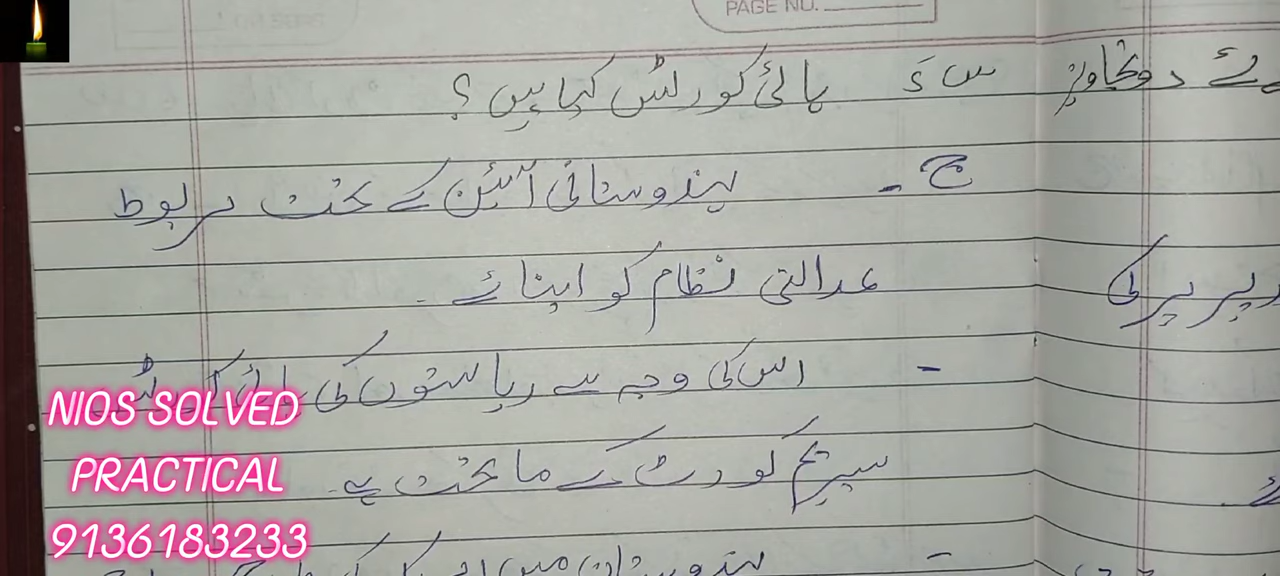 PAGE NO.
س ۶ ہائی کورٹس کیا ہیں ؟
ج - ہندوستانی آئین کے تحت مربوط
عدالتی نظام کو اپنائے -
- اس کی وجہ سے ریاستوں کی ہائی کورٹ
سپریم کورٹ کے ماتحت ہے -
NIOS SOLVED
PRACTICAL
9136183233